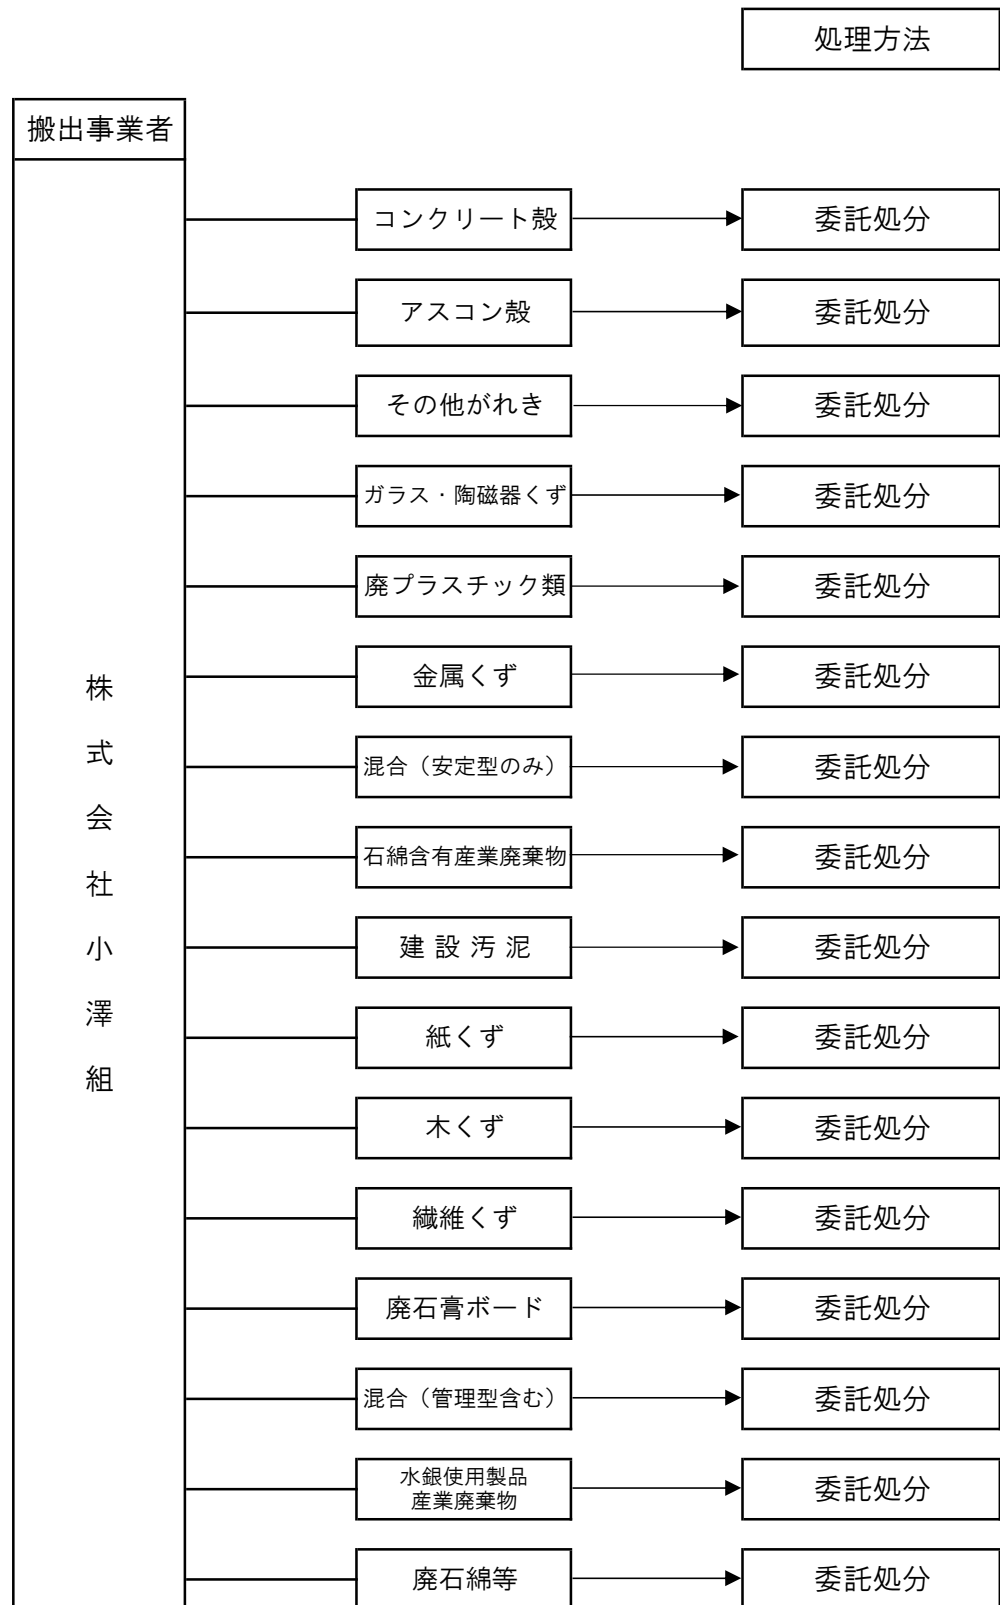 処理方法
搬出事業者
株式会社小澤組
コンクリート殻
委託処分
アスコン殻
委託処分
その他がれき
委託処分
ガラス・陶磁器くず
委託処分
廃プラスチック類
委託処分
金属くず
委託処分
混合（安定型のみ）
委託処分
石綿含有産業廃棄物
委託処分
建設汚泥
委託処分
紙くず
委託処分
木くず
委託処分
繊維くず
委託処分
廃石膏ボード
委託処分
混合（管理型含む）
委託処分
水銀使用製品
産業廃棄物
委託処分
廃石綿等
委託処分